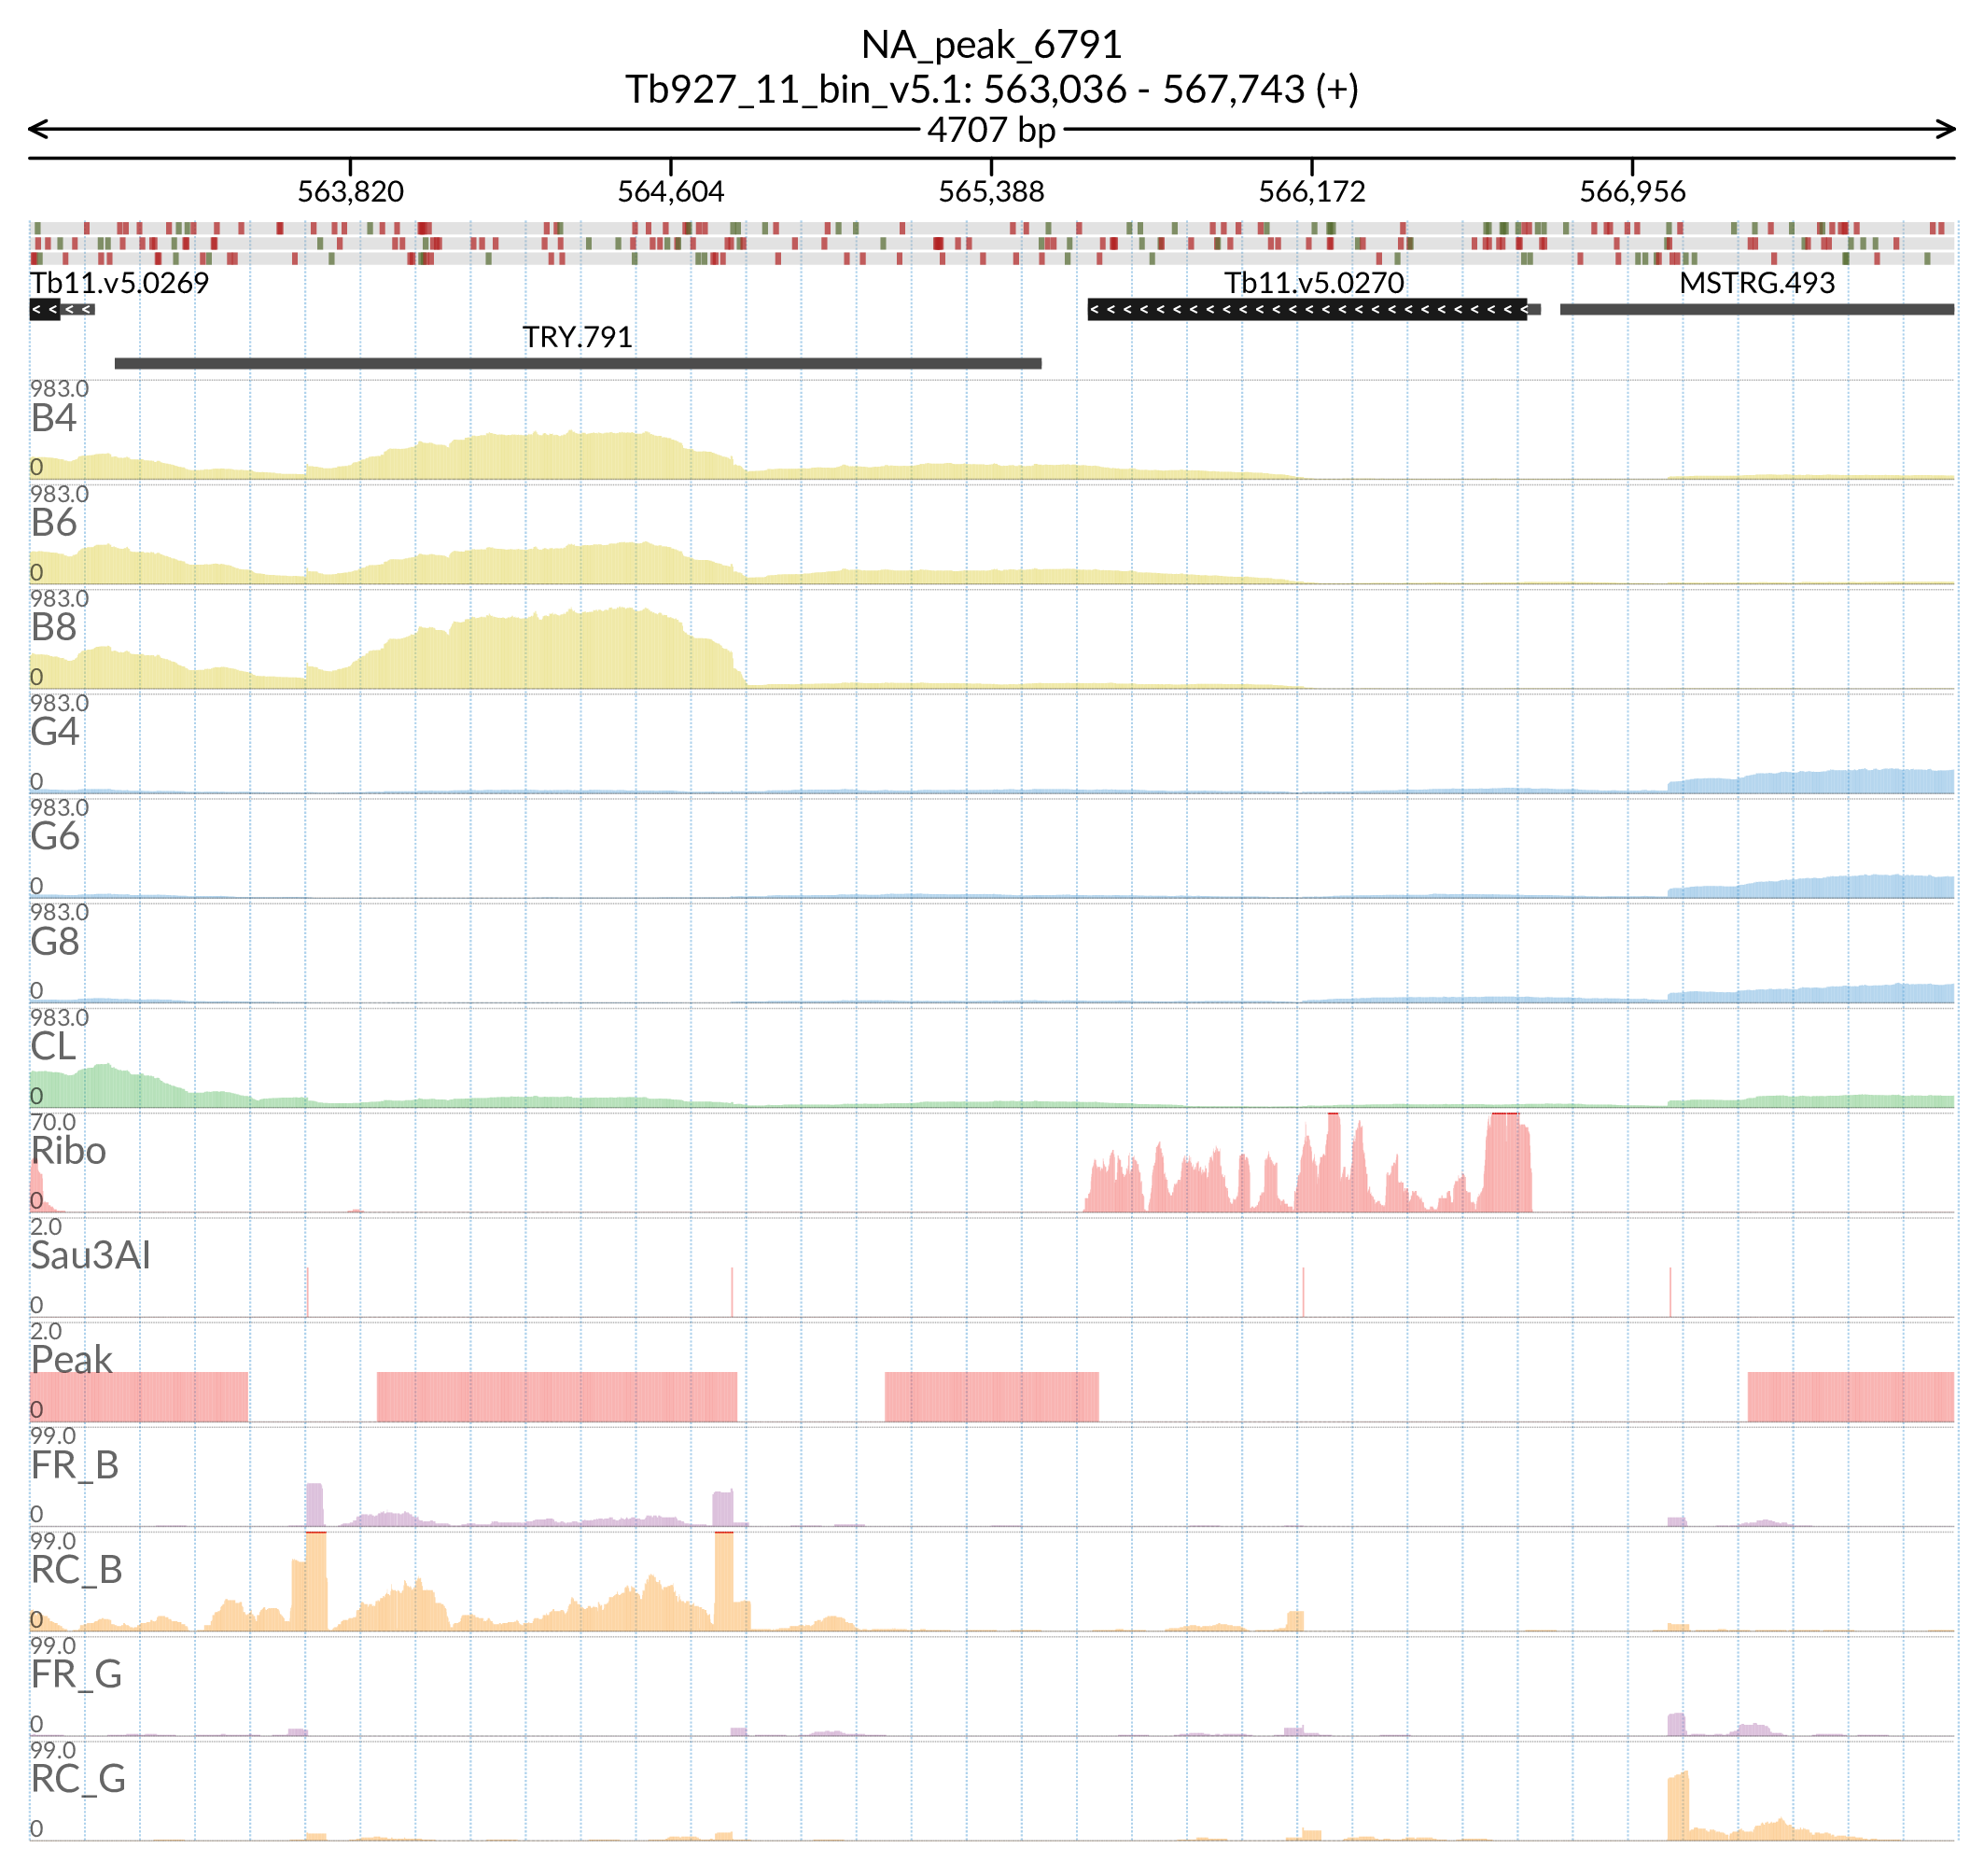 NA_peak_6791
Tb927_11_bin_v5.1: 563,036 - 567,743 (+)
4707 bp
563,820 564,604 565,388 566,172 566,956
Tb11.v5.0269 Tb11.v5.0270 MSTRG.493
TRY.791
983.0
B4
0
983.0
B6
0
983.0
B8
0
983.0
G4
0
983.0
G6
0
983.0
G8
0
983.0
CL
0
70.0
Ribo
0
2.0
Sau3AI
0
2.0
Peak
0
99.0
FR_B
0
99.0
RC_B
0
99.0
FR_G
0
99.0
RC_G
0